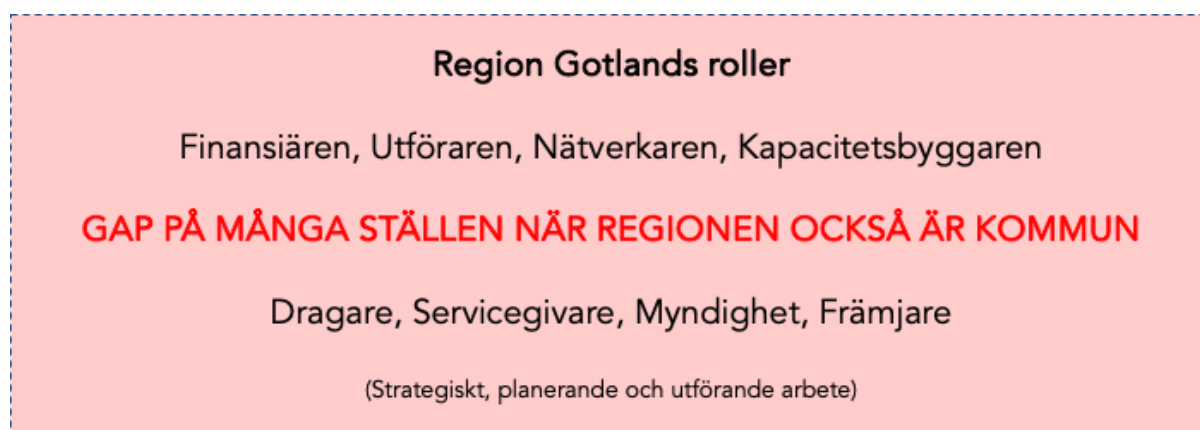 Region Gotlands roller
Finansiären, Utföraren, Nätverkaren, Kapacitetsbyggaren
GAP PÅ MÅNGA STÄLLEN NÄR REGIONEN OCKSÅ ÄR KOMMUN
Dragare, Servicegivare, Myndighet, Främjare
(Strategiskt, planerande och utförande arbete)